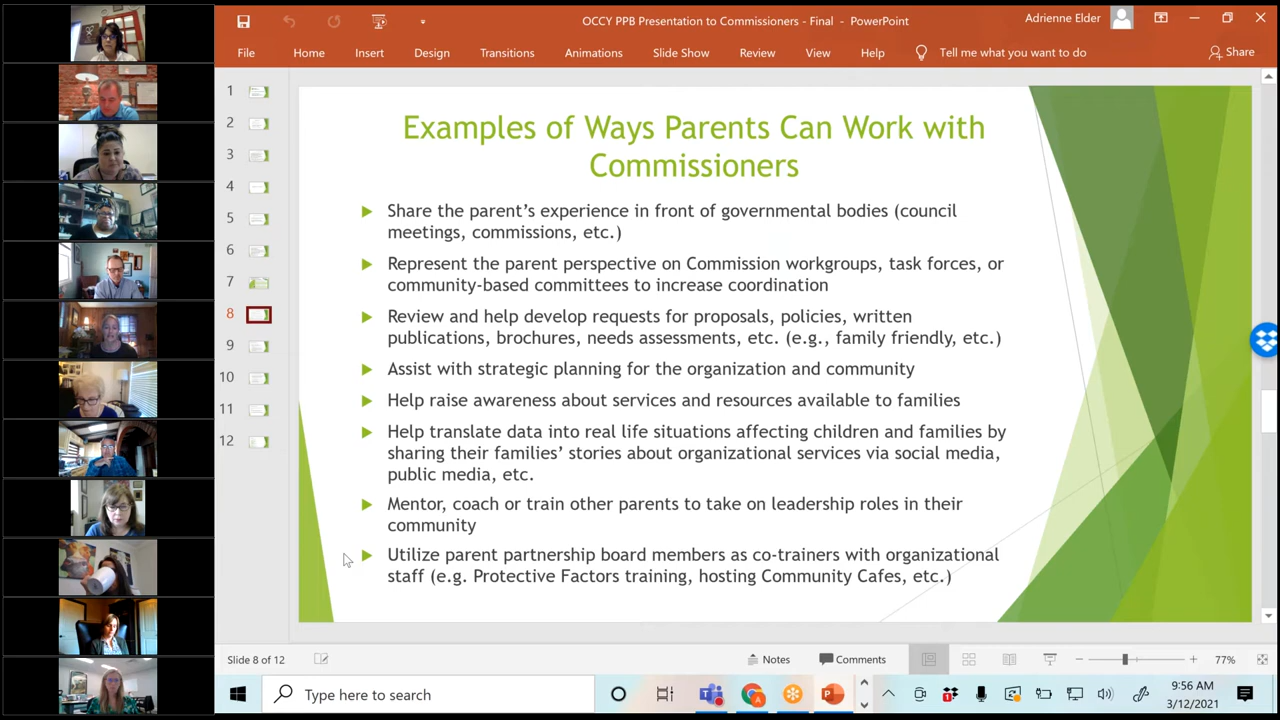 OCCY PPB Presentation to Commissioners - Final - PowerPoint
Adrienne Elder
File Home Insert Design Transitions Animations Slide Show Review View Help Tell me what you want to do Share
1
2
3
4
5
6
7
8
9
10
11
12
Examples of Ways Parents Can Work with
Commissioners
Share the parent’s experience in front of governmental bodies (council
meetings, commissions, etc.)
Represent the parent perspective on Commission workgroups, task forces, or
community-based committees to increase coordination
Review and help develop requests for proposals, policies, written
publications, brochures, needs assessments, etc. (e.g., family friendly, etc.)
Assist with strategic planning for the organization and community
Help raise awareness about services and resources available to families
Help translate data into real life situations affecting children and families by
sharing their families’ stories about organizational services via social media,
public media, etc.
Mentor, coach or train other parents to take on leadership roles in their
community
Utilize parent partnership board members as co-trainers with organizational
staff (e.g. Protective Factors training, hosting Community Cafes, etc.)
Slide 8 of 12
Notes Comments 77%
Type here to search
9:56 AM
3/12/2021